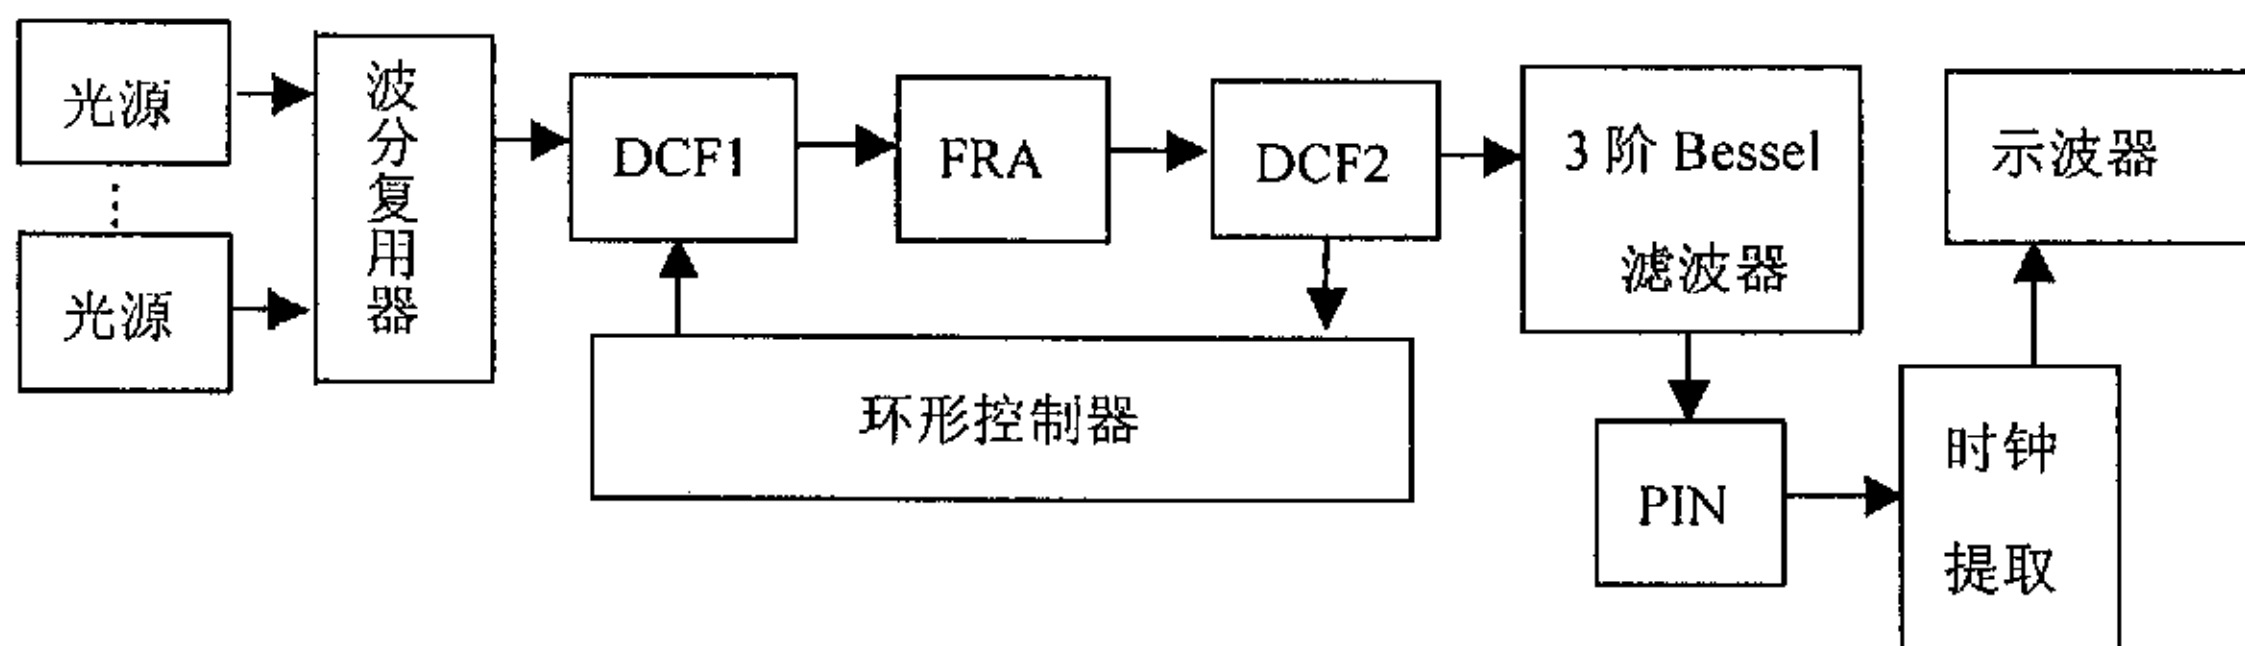 光源
光源
波分复用器
DCF1
FRA
DCF2
3 阶 Bessel
滤波器
示波器
环形控制器
PIN
时钟
提取